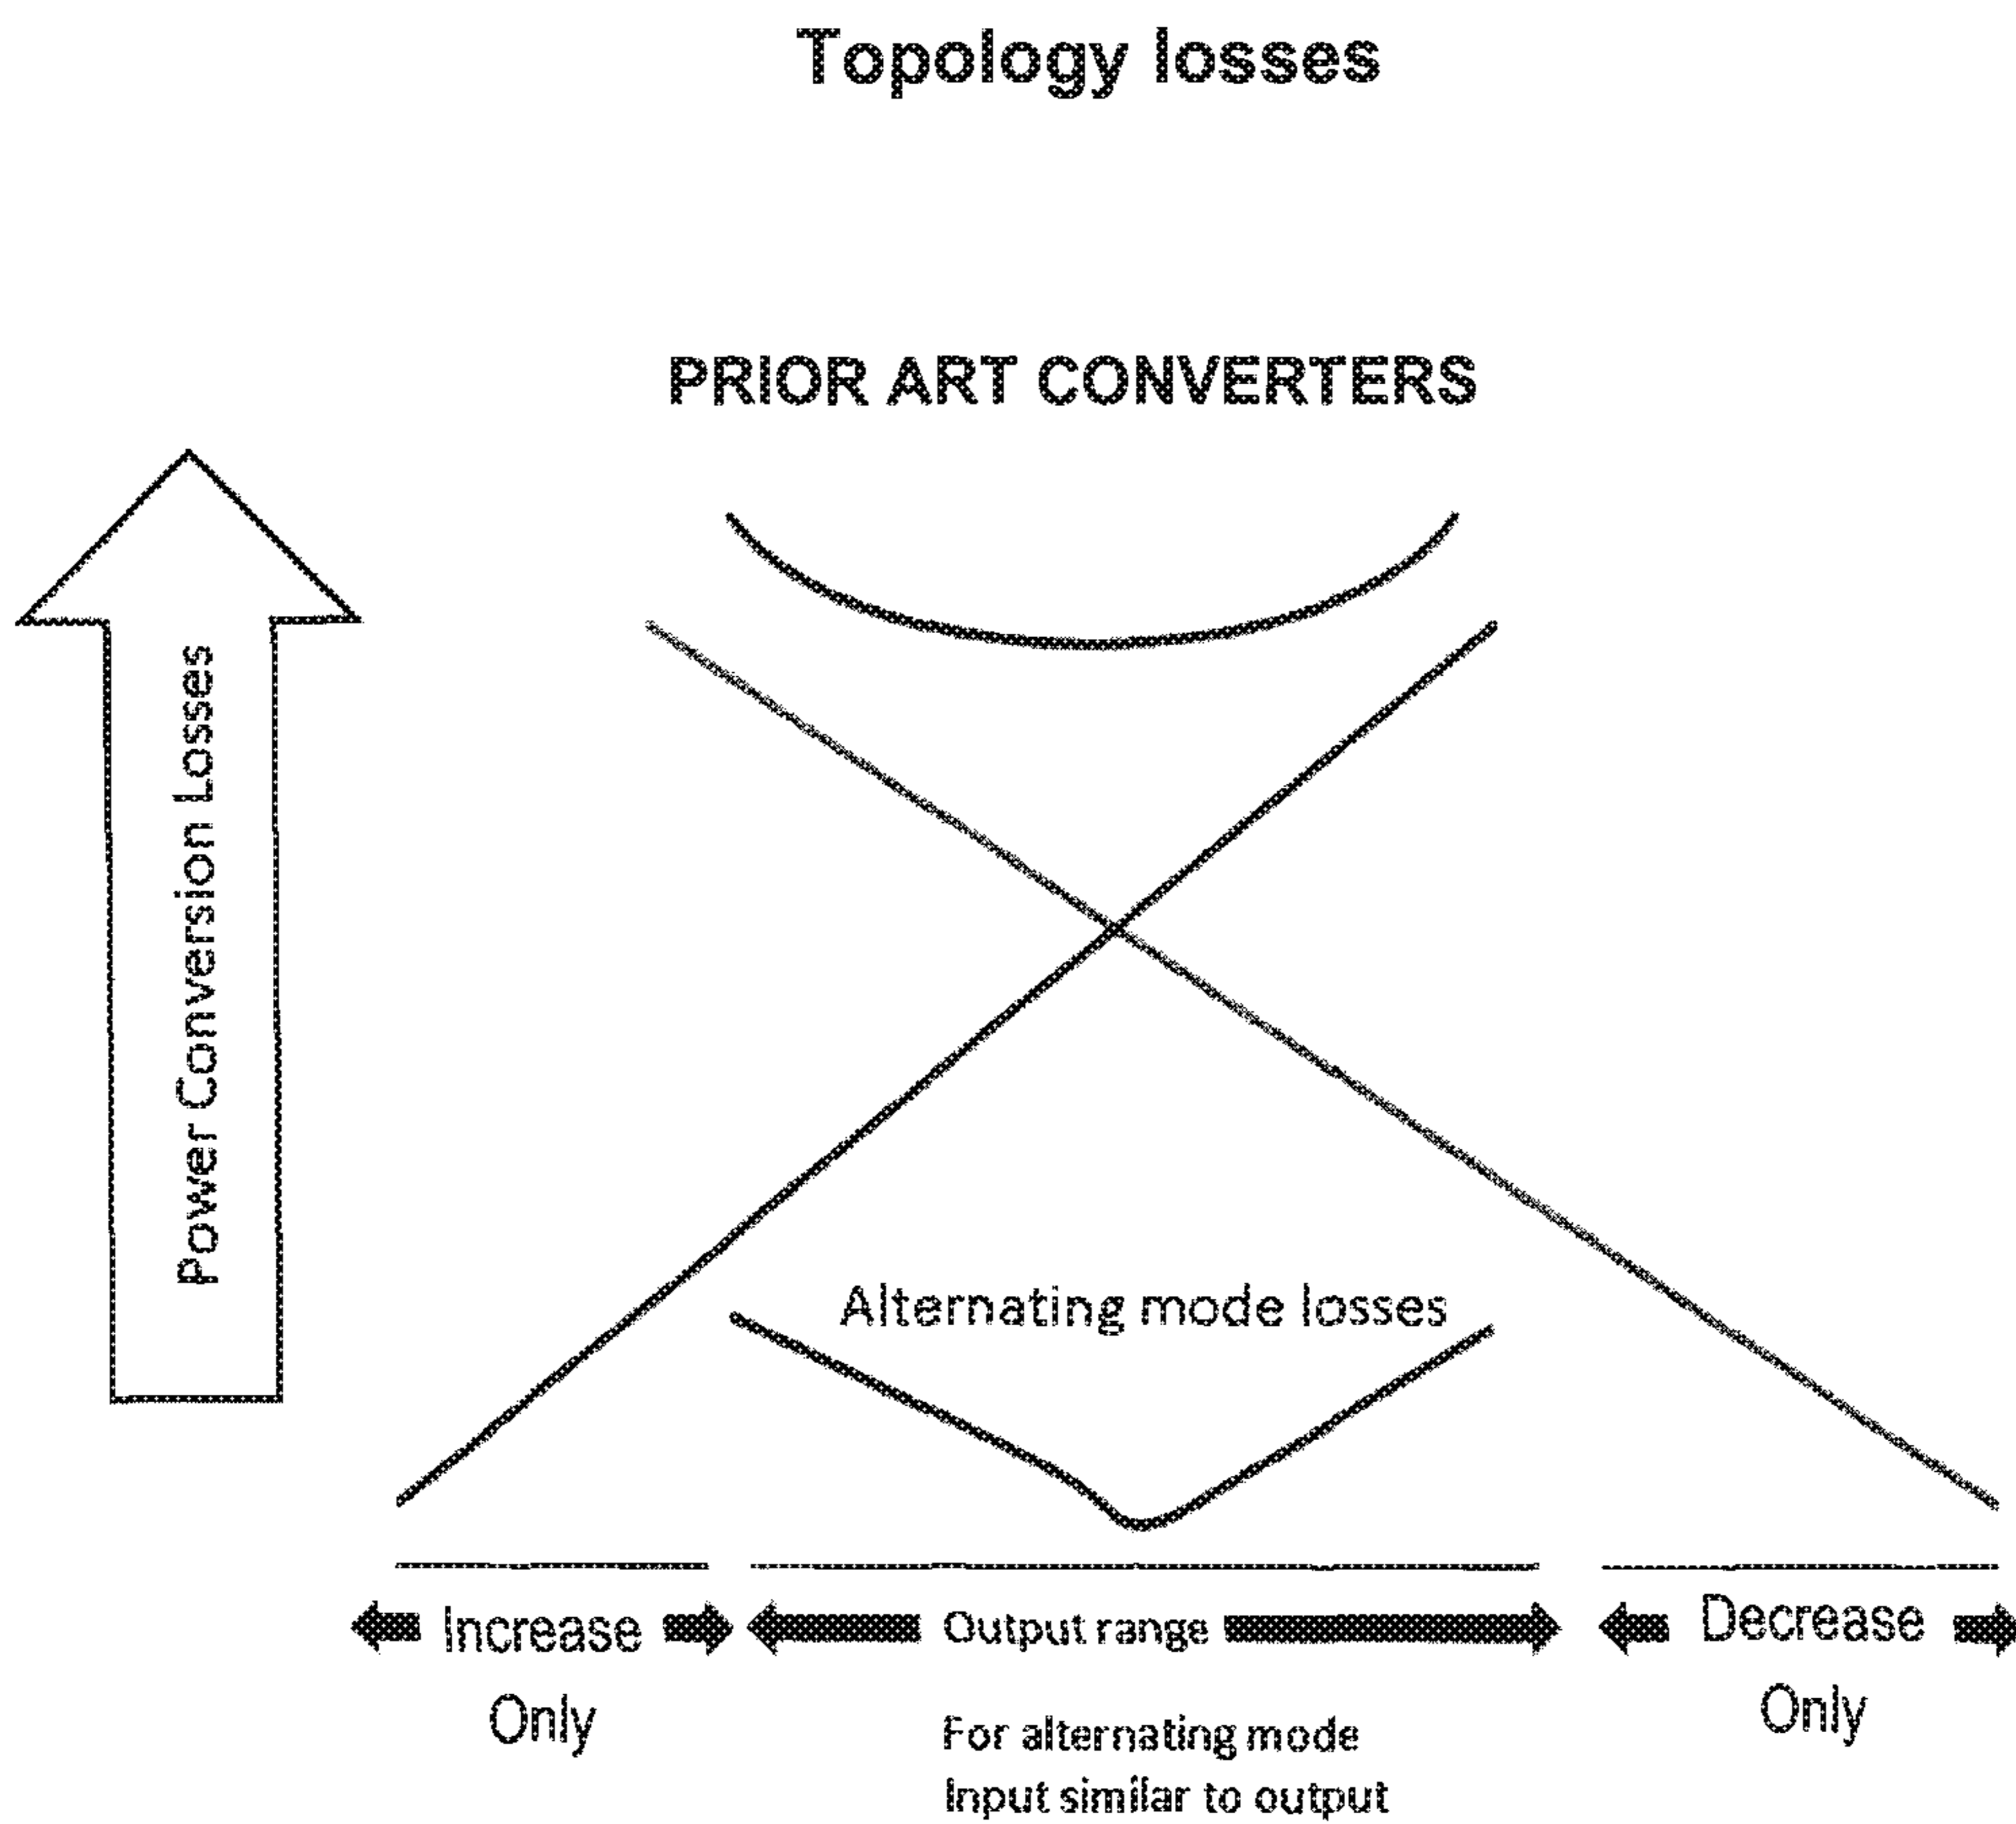 Topology losses
PRIOR ART CONVERTERS
Power Conversion Losses
Alternating mode losses
Increase
Only
Output range
For alternating mode
Input similar to output
Decrease
Only